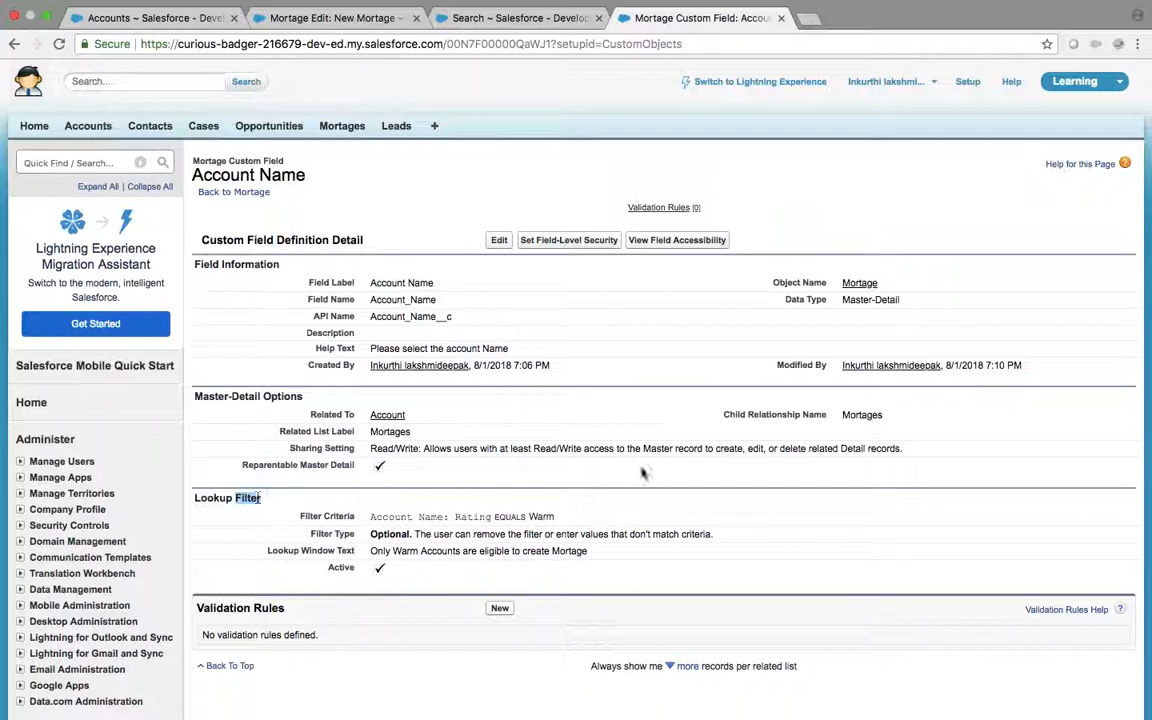 Accounts ~ Salesforce - Deve
Mortage Edit: New Mortage ~
Search ~ Salesforce - Develop
Mortage Custom Field: Accou
Secure
https://curious-badger-216679-dev-ed.my.salesforce.com/00N7F00000QaWJ1?setupid=CustomObjects
Search...
Search
Switch to Lightning Experience
Inkurthi lakshmi...
Setup
Help
Learning
Home
Accounts
Contacts
Cases
Opportunities
Mortages
Leads
+
Quick Find / Search...
Expand All | Collapse All
Lightning Experience
Migration Assistant
Switch to the modern, intelligent
Salesforce.
Get Started
Salesforce Mobile Quick Start
Home
Administer
Manage Users
Manage Apps
Manage Territories
Company Profile
Security Controls
Domain Management
Communication Templates
Translation Workbench
Data Management
Mobile Administration
Desktop Administration
Lightning for Outlook and Sync
Lightning for Gmail and Sync
Email Administration
Google Apps
Data.com Administration
Mortage Custom Field
Account Name
Back to Mortage
Help for this Page ?
Validation Rules [0]
Custom Field Definition Detail
Edit
Set Field-Level Security
View Field Accessibility
Field Information
Field Label Account Name
Object Name Mortage
Field Name Account_Name
Data Type Master-Detail
API Name Account_Name__c
Description
Help Text Please select the account Name
Created By Inkurthi lakshmideepak, 8/1/2018 7:06 PM
Modified By Inkurthi lakshmideepak, 8/1/2018 7:10 PM
Master-Detail Options
Related To Account
Child Relationship Name Mortages
Related List Label Mortages
Sharing Setting Read/Write: Allows users with at least Read/Write access to the Master record to create, edit, or delete related Detail records.
Reparentable Master Detail ✓
Lookup Filter
Filter Criteria Account Name: Rating EQUALS Warm
Filter Type Optional. The user can remove the filter or enter values that don't match criteria.
Lookup Window Text Only Warm Accounts are eligible to create Mortage
Active ✓
Validation Rules
New
Validation Rules Help ?
No validation rules defined.
^ Back To Top
Always show me more records per related list